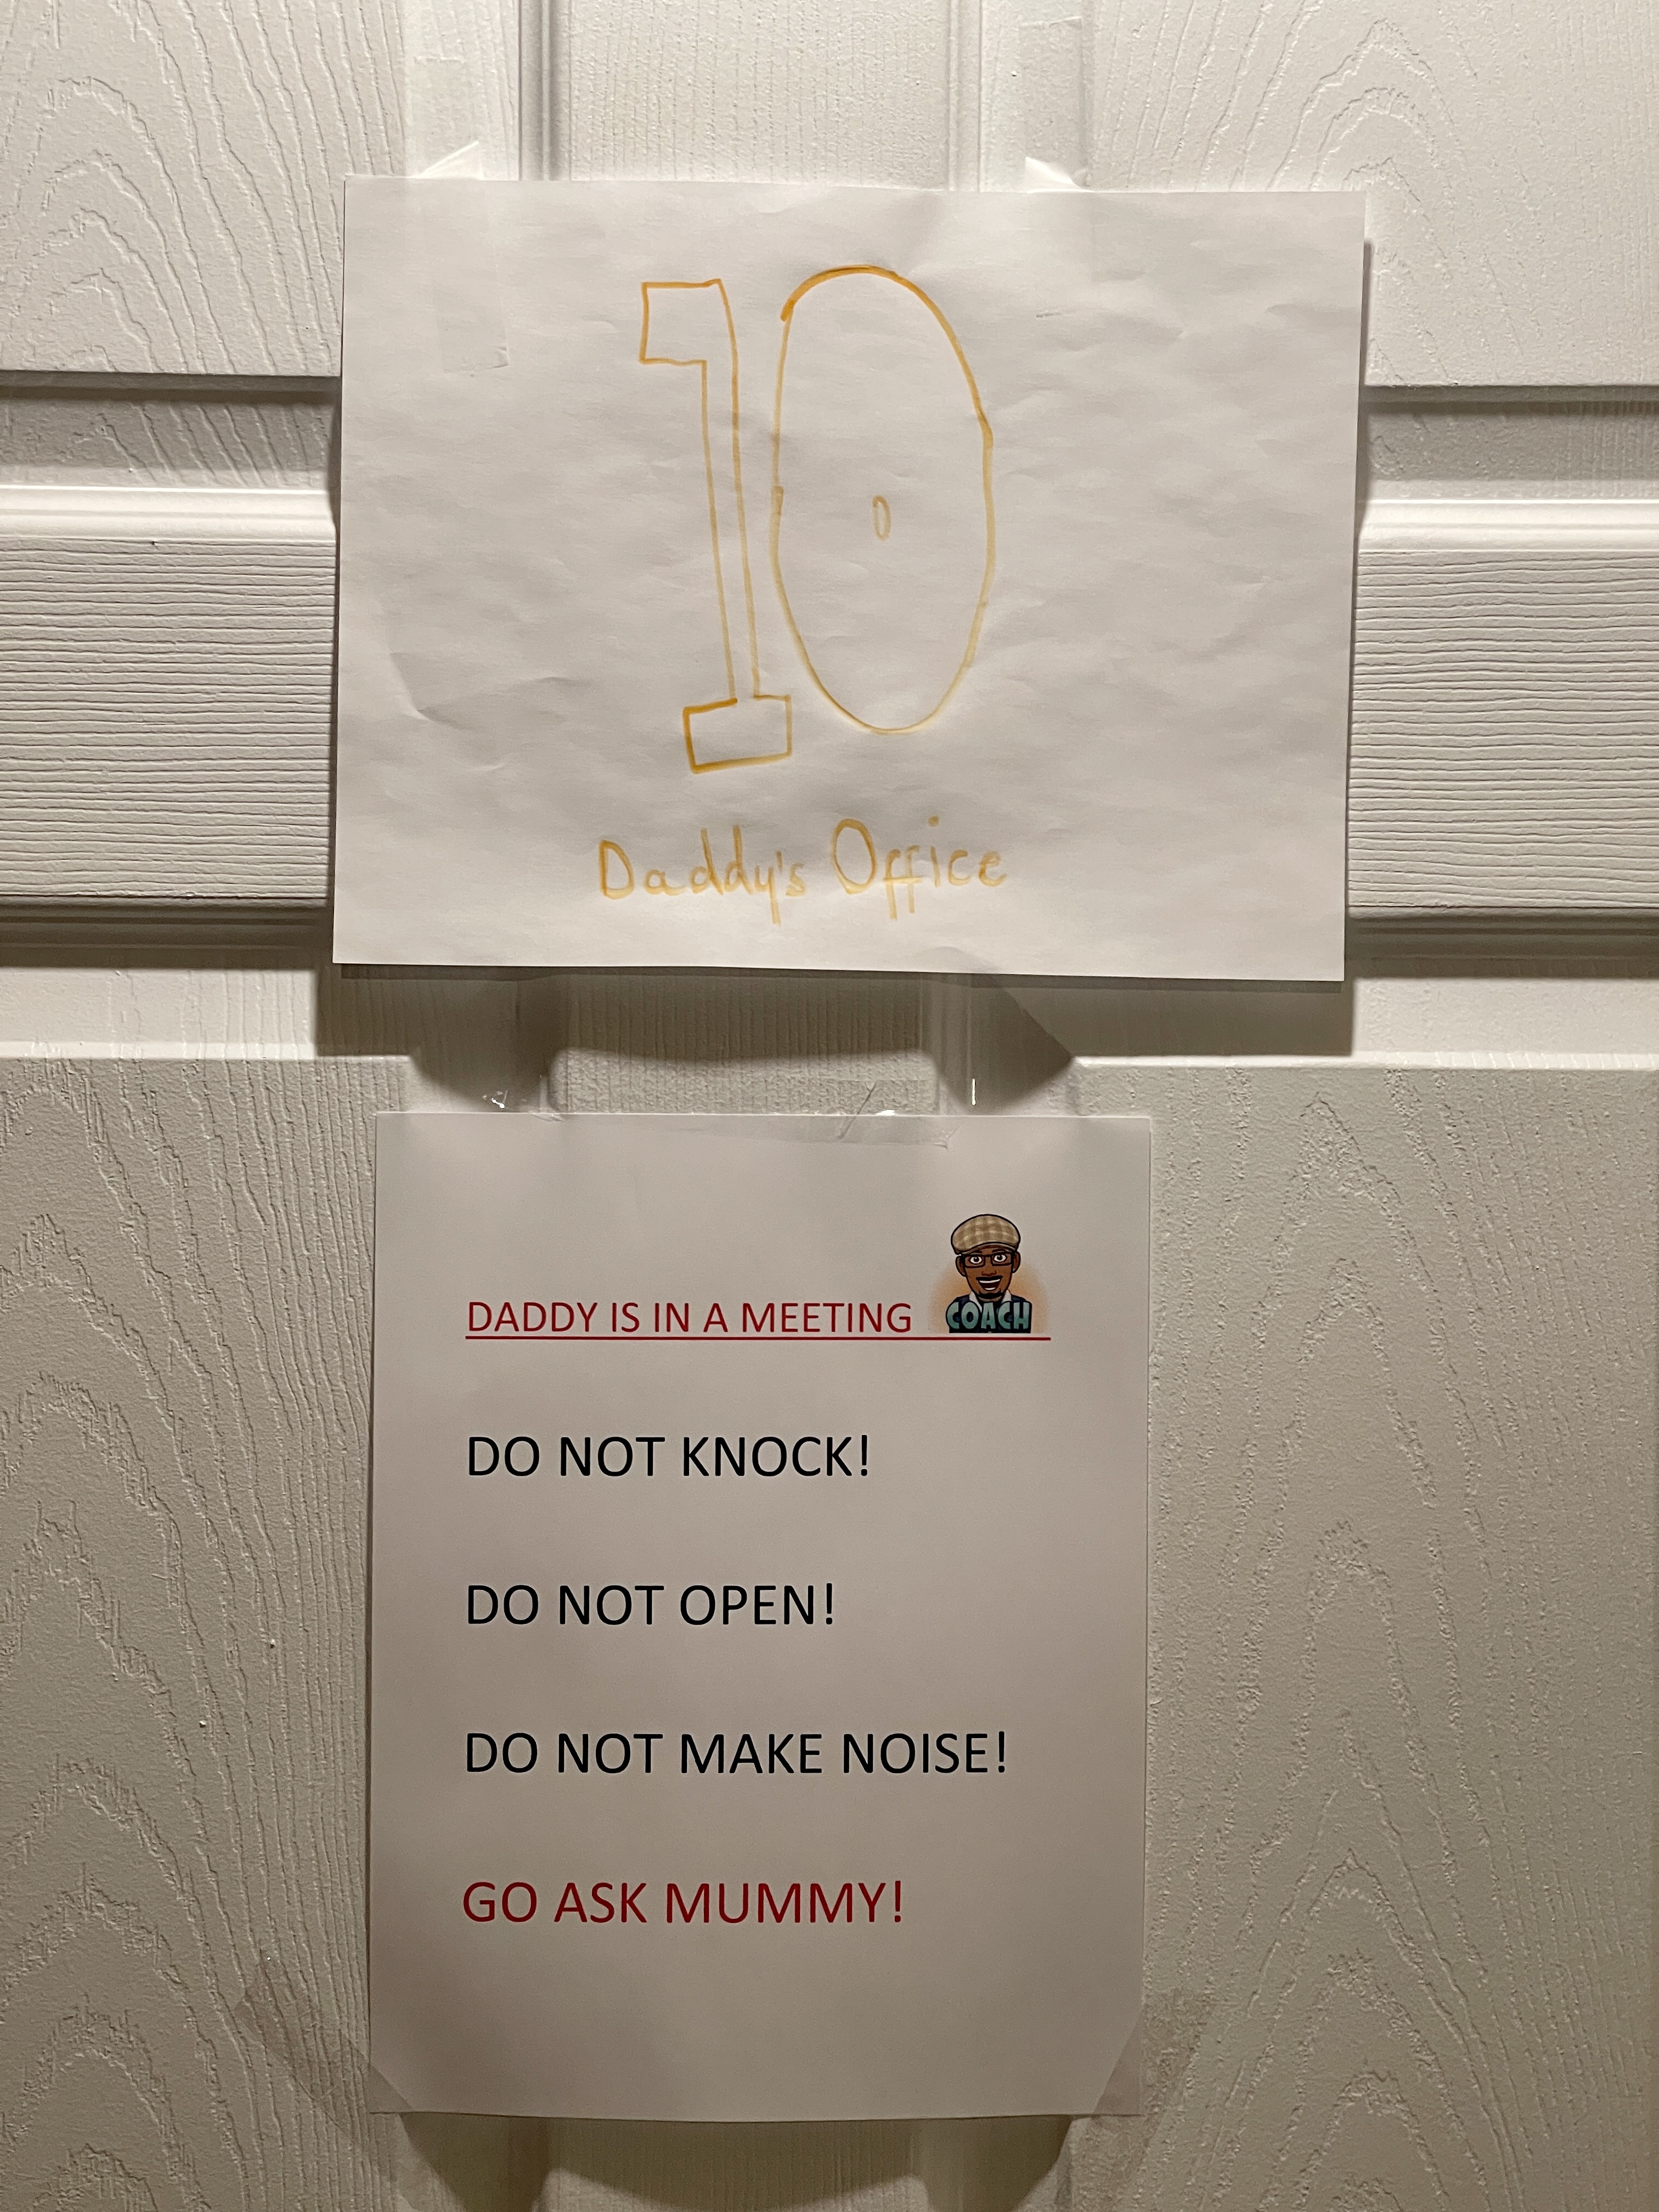 10
Daddy's Office
DADDY IS IN A MEETING
COACH
DO NOT KNOCK!
DO NOT OPEN!
DO NOT MAKE NOISE!
GO ASK MUMMY!